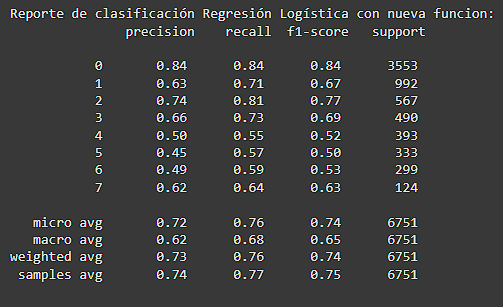 Reporte de clasificación Regresión Logística con nueva funcion:
precision recall f1-score support
0 0.84 0.84 0.84 3553
1 0.63 0.71 0.67 992
2 0.74 0.81 0.77 567
3 0.66 0.73 0.69 490
4 0.50 0.55 0.52 393
5 0.45 0.57 0.50 333
6 0.49 0.59 0.53 299
7 0.62 0.64 0.63 124
micro avg 0.72 0.76 0.74 6751
macro avg 0.62 0.68 0.65 6751
weighted avg 0.73 0.76 0.74 6751
samples avg 0.74 0.77 0.75 6751